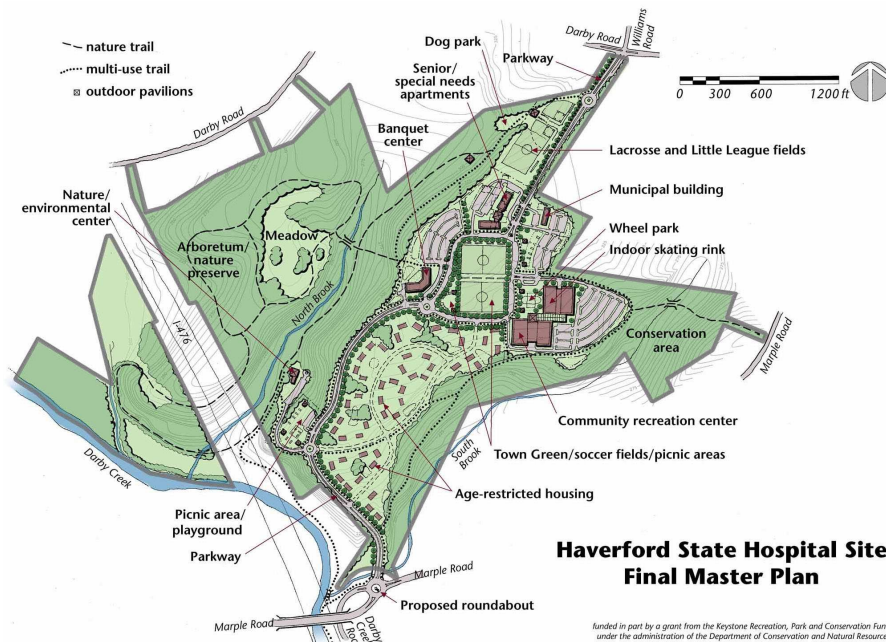 nature trail
multi-use trail
outdoor pavilions
Dog park
Senior/
special needs
apartments
Banquet
center
Parkway
Darby Road
Williams
Road
0 300 600 1200 ft
Darby Road
Lacrosse and Little League fields
Municipal building
Wheel park
Indoor skating rink
Nature/
environmental
center
Arboretum/
nature
preserve
Meadow
North Brook
I-476
Conservation
area
Marple Road
Community recreation center
Town Green/soccer fields/picnic areas
South
Brook
Age-restricted housing
Darby Creek
Picnic area/
playground
Parkway
Marple Road
Proposed roundabout
Marple Road
Darby
Creek
Haverford State Hospital Site
Final Master Plan
funded in part by a grant from the Keystone Recreation, Park and Conservation Fun
under the administration of the Department of Conservation and Natural Resource